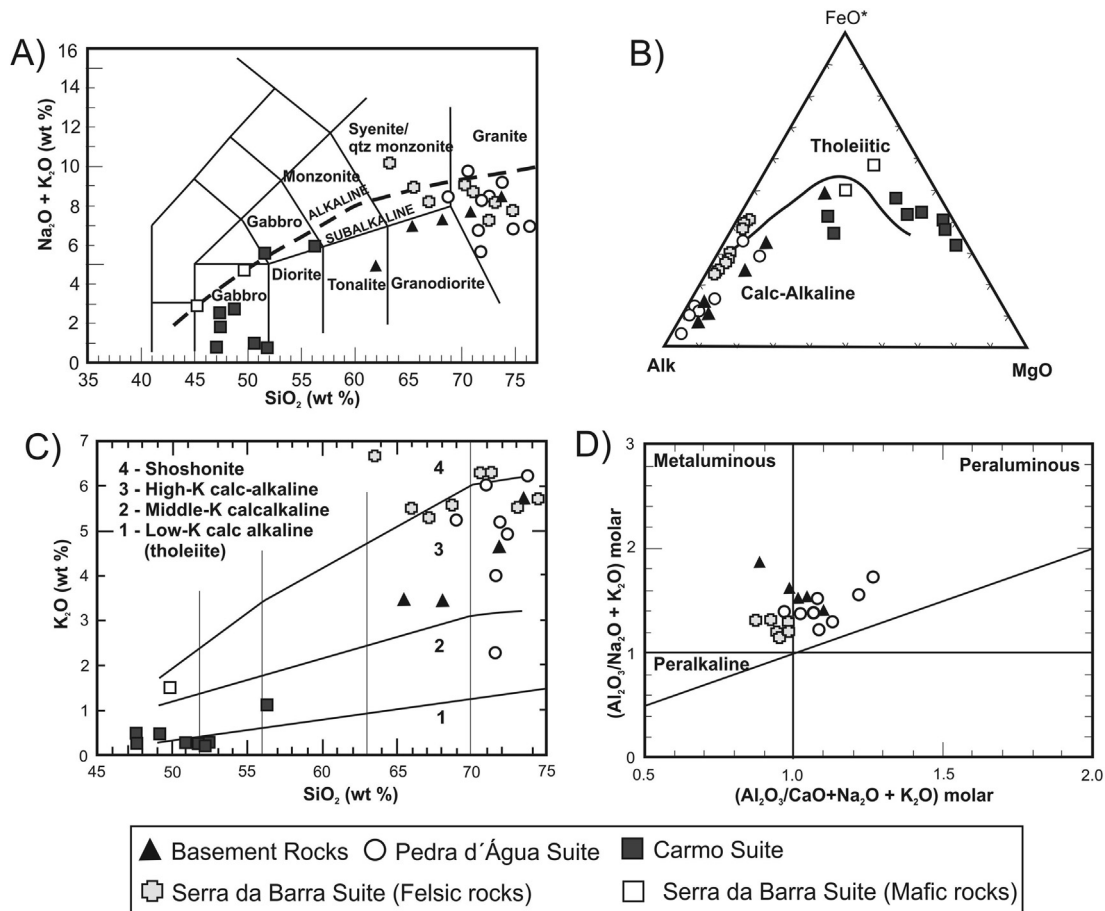 A)
16
14
12
10
8
6
4
2
0
Na₂O + K₂O (wt %)
Syenite/
qtz monzonite
Granite
Monzonite
ALKALINE
SUBALKALINE
Gabbro
Diorite
Tonalite
Granodiorite
Gabbro
35 40 45 50 55 60 65 70 75
SiO₂ (wt %)
B)
FeO*
Tholeiitic
Calc-Alkaline
Alk
MgO
C)
7
6
5
4
3
2
1
0
K₂O (wt %)
4 - Shoshonite
3 - High-K calc-alkaline
2 - Middle-K calcalkaline
1 - Low-K calc alkaline
(tholeiite)
4
3
2
1
45 50 55 60 65 70 75
SiO₂ (wt %)
D)
3
2
1
0
(Al₂O₃/Na₂O + K₂O) molar
Metaluminous
Peraluminous
Peralkaline
0.5 1.0 1.5 2.0
(Al₂O₃/CaO+Na₂O + K₂O) molar
Basement Rocks Pedra d´Água Suite Carmo Suite
Serra da Barra Suite (Felsic rocks) Serra da Barra Suite (Mafic rocks)